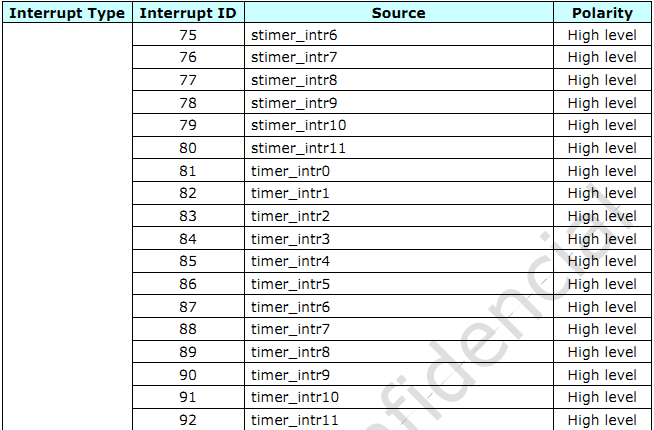 Interrupt Type Interrupt ID Source Polarity
75 stimer_intr6 High level
76 stimer_intr7 High level
77 stimer_intr8 High level
78 stimer_intr9 High level
79 stimer_intr10 High level
80 stimer_intr11 High level
81 timer_intr0 High level
82 timer_intr1 High level
83 timer_intr2 High level
84 timer_intr3 High level
85 timer_intr4 High level
86 timer_intr5 High level
87 timer_intr6 High level
88 timer_intr7 High level
89 timer_intr8 High level
90 timer_intr9 High level
91 timer_intr10 High level
92 timer_intr11 High level